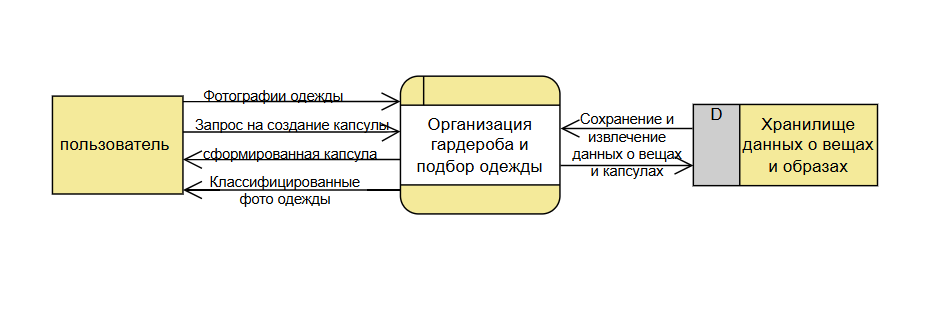 пользователь
Фотографии одежды
Запрос на создание капсулы
сформированная капсула
Классифицированные
фото одежды
Организация
гардероба и
подбор одежды
Сохранение и
извлечение
данных о вещах
и капсулах
D
Хранилище
данных о вещах
и образах